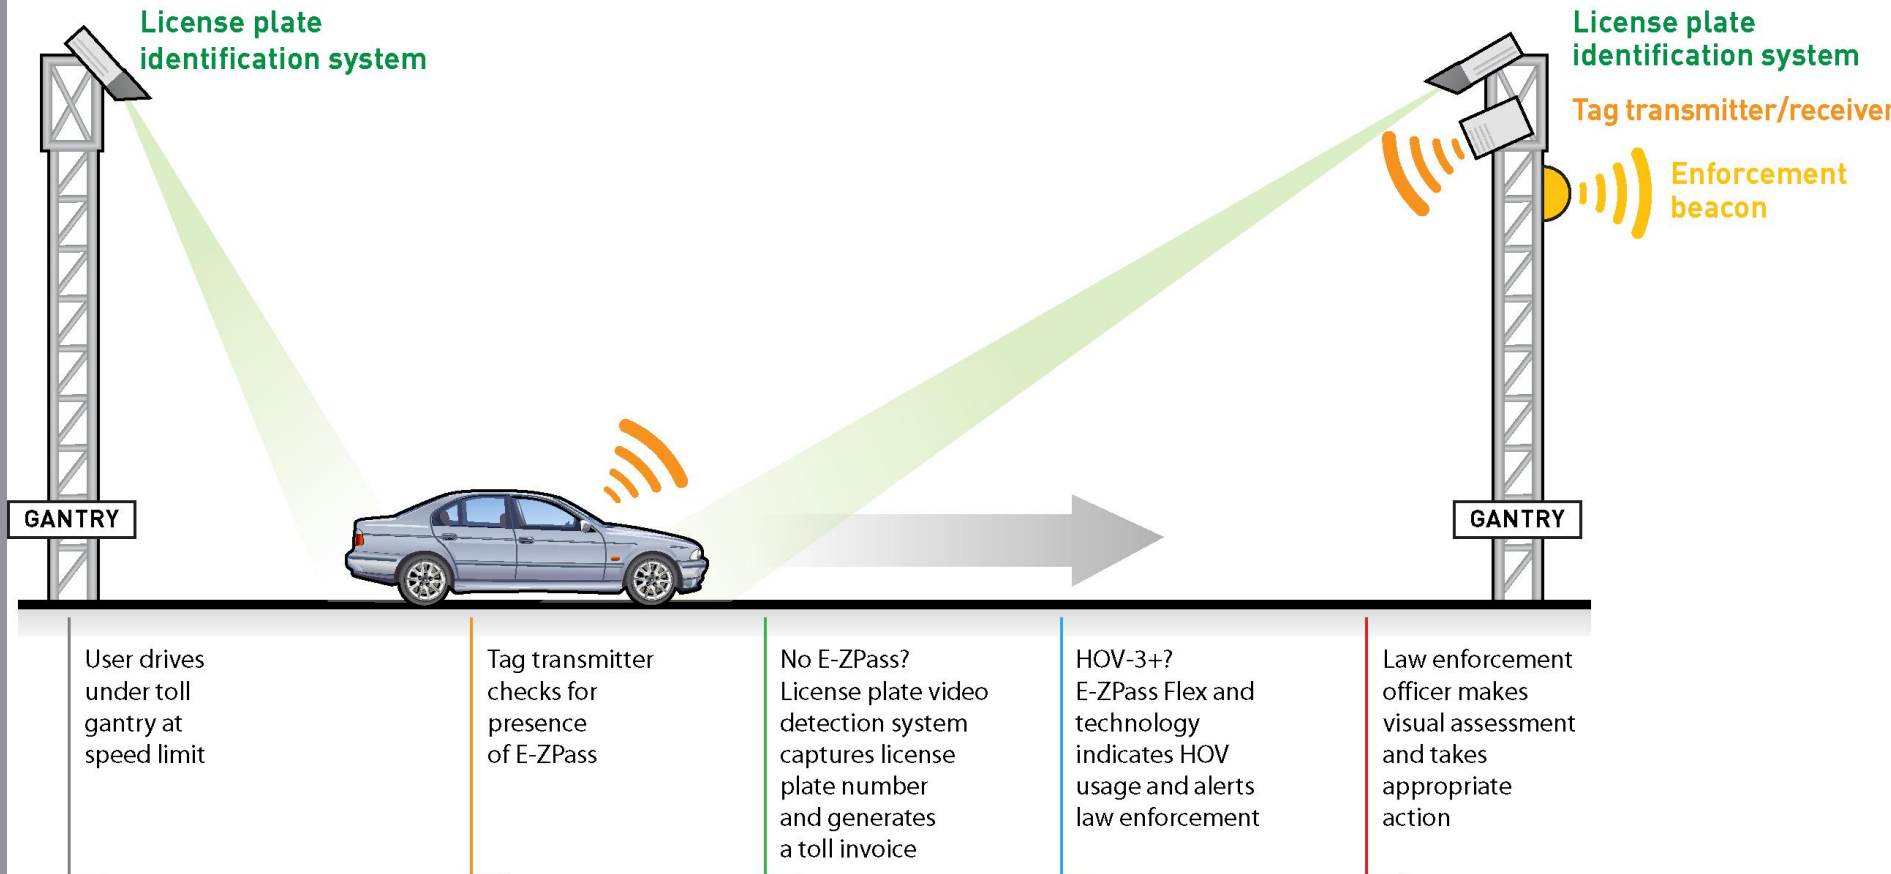 License plate
identification system
License plate
identification system
Tag transmitter/receiver
Enforcement
beacon
GANTRY
GANTRY
User drives
under toll
gantry at
speed limit
Tag transmitter
checks for
presence
of E-ZPass
No E-ZPass?
License plate video
detection system
captures license
plate number
and generates
a toll invoice
HOV-3+?
E-ZPass Flex and
technology
indicates HOV
usage and alerts
law enforcement
Law enforcement
officer makes
visual assessment
and takes
appropriate
action